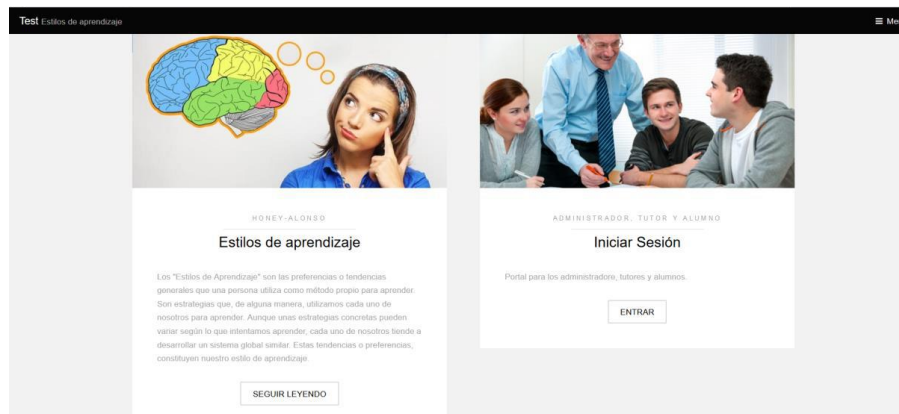 Test Estilos de aprendizaje
HONEY-ALONSO
Estilos de aprendizaje
Los "Estilos de Aprendizaje" son las preferencias o tendencias
generales que una persona utiliza como método propio para aprender.
Son estrategias que, de alguna manera, utilizamos cada uno de
nosotros para aprender. Aunque unas estrategias concretas pueden
variar según lo que intentamos aprender, cada uno de nosotros tiende a
desarrollar un sistema global similar. Estas tendencias o preferencias,
constituyen nuestro estilo de aprendizaje.
SEGUIR LEYENDO
ADMINISTRADOR, TUTOR Y ALUMNO
Iniciar Sesión
Portal para los administradore, tutores y alumnos.
ENTRAR